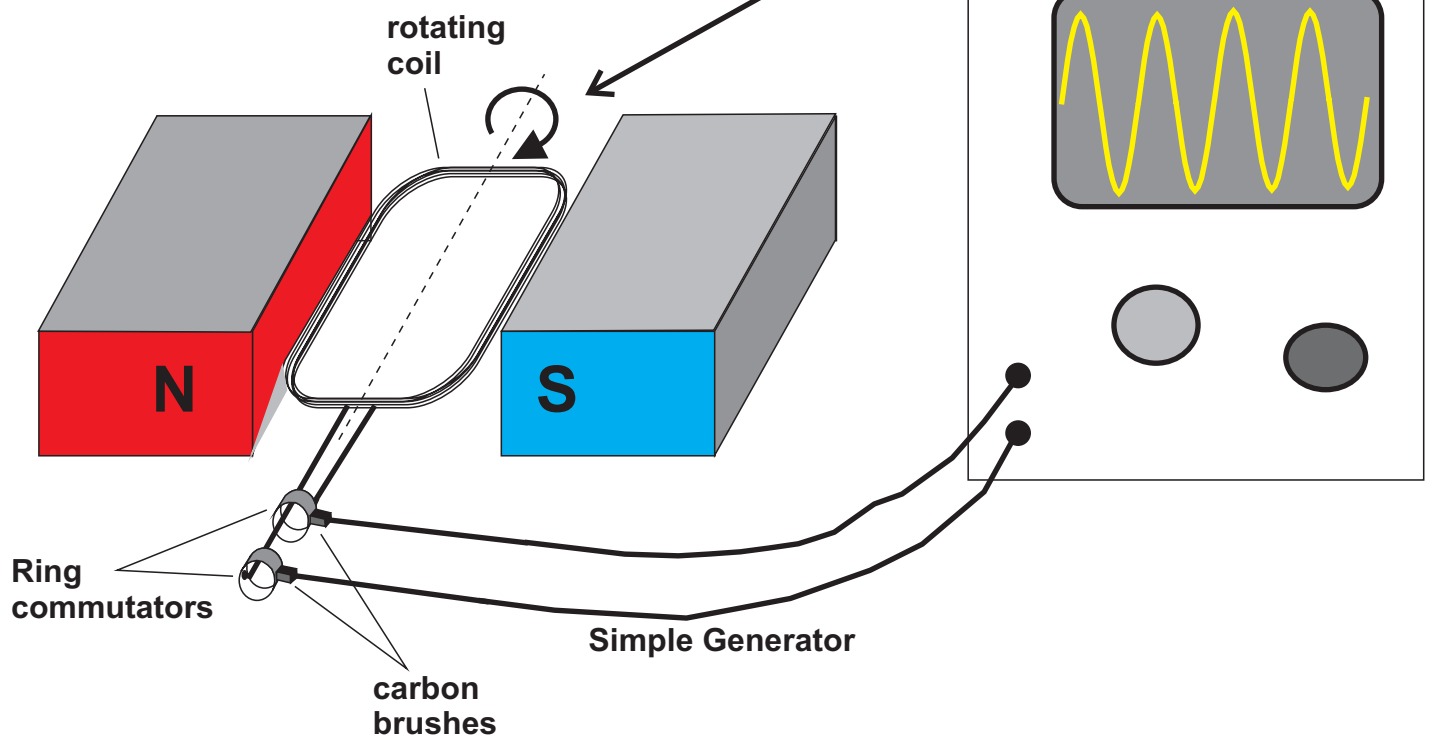 rotating
coil
N
S
Ring
commutators
Simple Generator
carbon
brushes